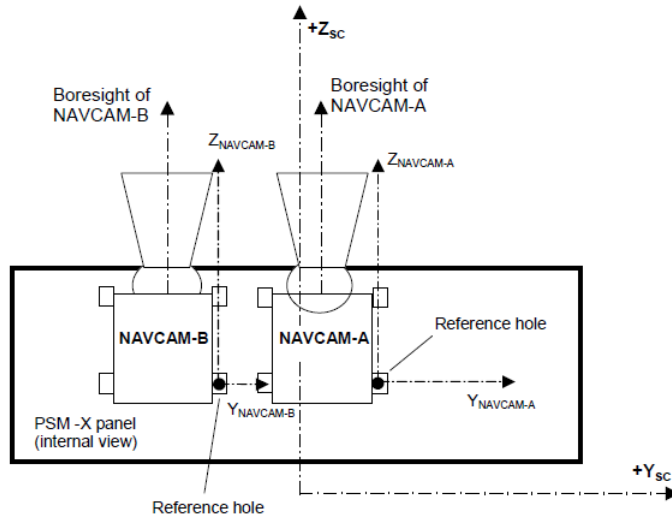 +Z_SC
Boresight of
NAVCAM-B
Boresight of
NAVCAM-A
Z_NAVCAM-B
Z_NAVCAM-A
NAVCAM-B
NAVCAM-A
Reference hole
Y_NAVCAM-B
Y_NAVCAM-A
PSM -X panel
(internal view)
+Y_SC
Reference hole